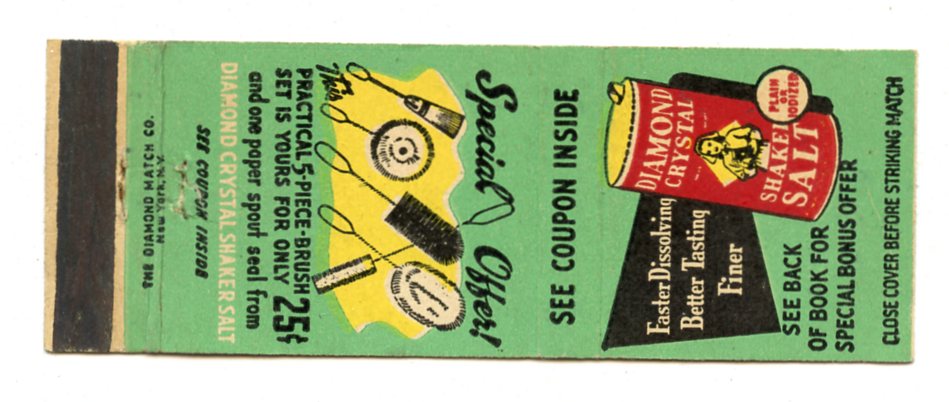 CLOSE COVER BEFORE STRIKING MATCH
PLAIN
OR
IODIZED
DIAMOND
CRYSTAL
SHAKER
SALT
Faster Dissolving
Better Tasting
Finer
SEE BACK
OF BOOK FOR
SPECIAL BONUS OFFER
SEE COUPON INSIDE
Special Offer!
This
PRACTICAL 5 PIECE-BRUSH
SET IS YOURS FOR ONLY 25¢
and one paper spout seal from
DIAMOND CRYSTAL SHAKER SALT
SEE COUPON INSIDE
THE DIAMOND MATCH CO.
NEW YORK, N.Y.